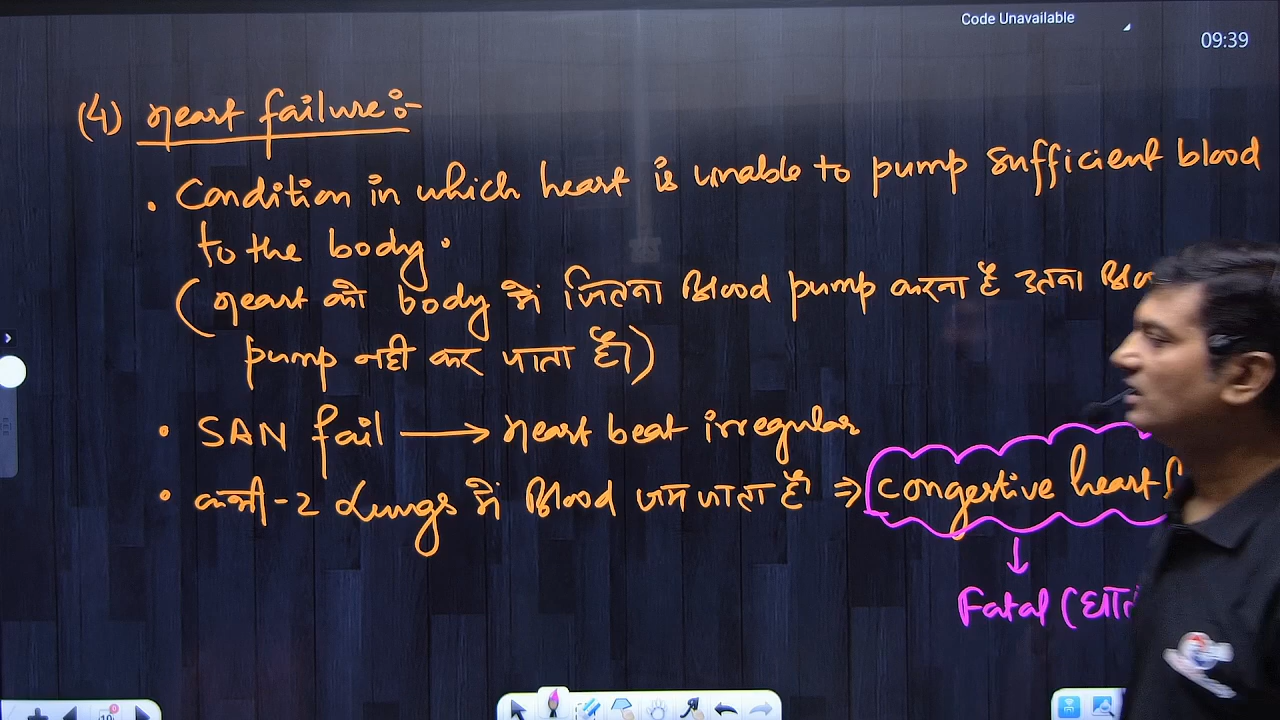 Code Unavailable
09:39
(4) Heart failure:-
. Condition in which heart is unable to pump sufficient blood
to the body.
(Heart को body में जितना Blood pump करना है उतना
pump नही कर पाता है।)
• SAN fail → Heart beat irregular
• कभी-2 Lungs में Blood जम जाता है ⇒ Congestive heart
Fatal (